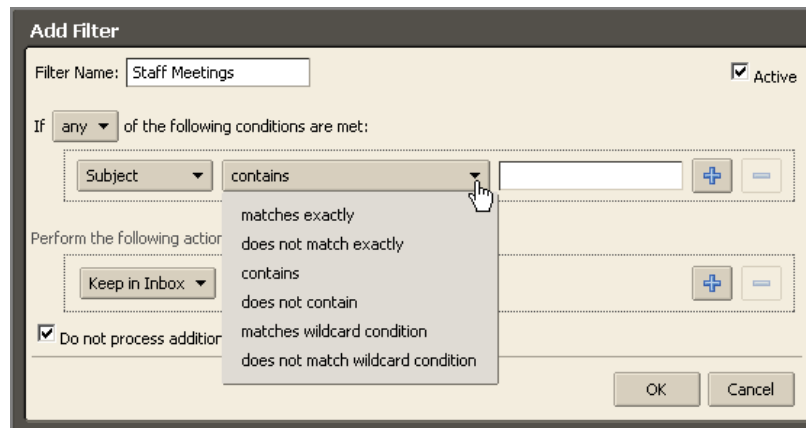 Add Filter
Filter Name: Staff Meetings Active
If any of the following conditions are met:
Subject contains
matches exactly
Perform the following action
does not match exactly
Keep in Inbox contains
does not contain
Do not process addition matches wildcard condition
does not match wildcard condition
OK Cancel